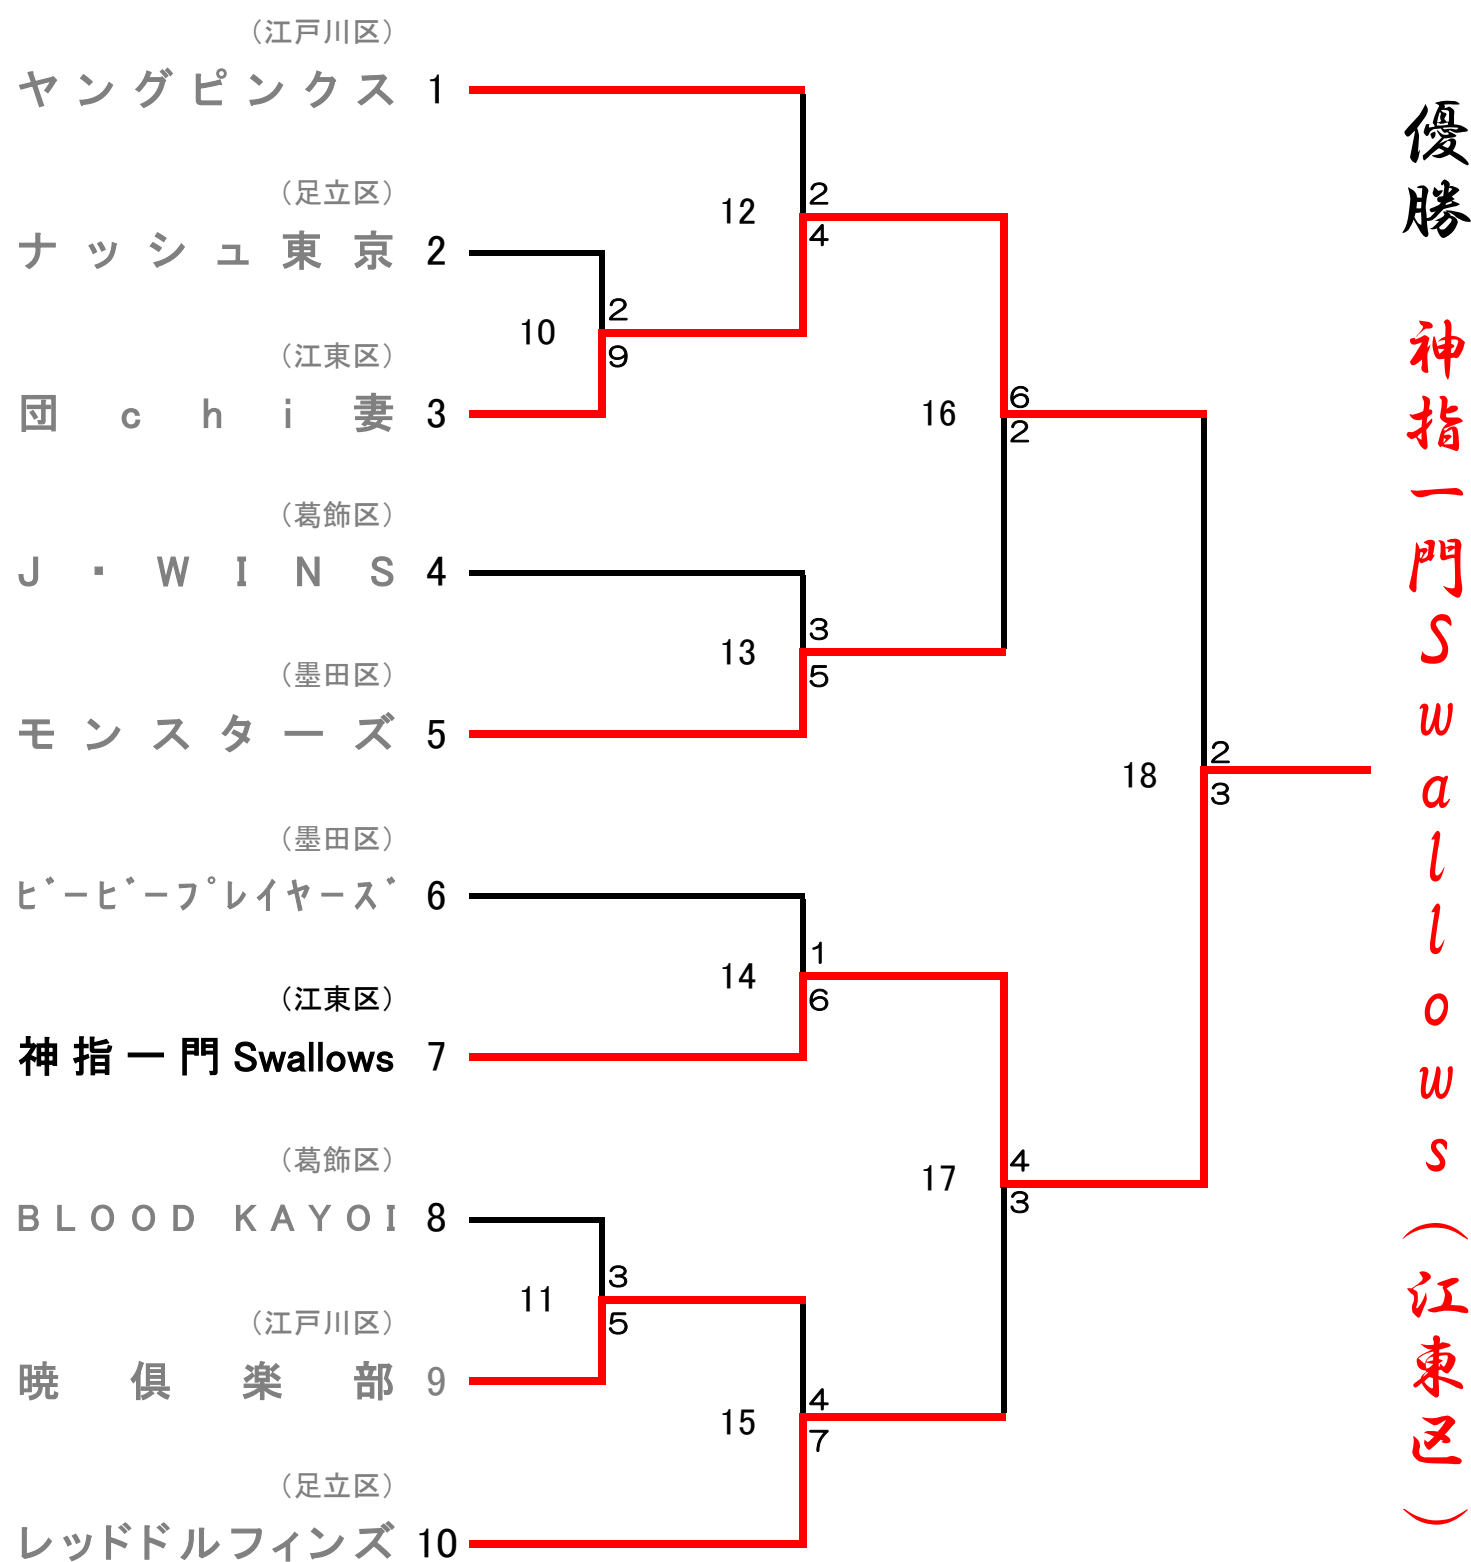 （江戸川区）
ヤングピンクス 1
2
12
4
（足立区）
ナッシュ東京 2
2
10
9
（江東区）
団chi妻 3
6
16
2
（葛飾区）
J・WINS 4
3
13
5
（墨田区）
モンスターズ 5
2
18
3
（墨田区）
ﾋﾞｰﾋﾞｰﾌﾟﾚｲﾔｰｽﾞ 6
1
14
6
（江東区）
神指一門Swallows 7
4
17
3
（葛飾区）
BLOOD KAYOI 8
3
11
5
（江戸川区）
暁倶楽部 9
4
15
7
（足立区）
レッドドルフィンズ 10
優勝 神指一門Swallows（江東区）